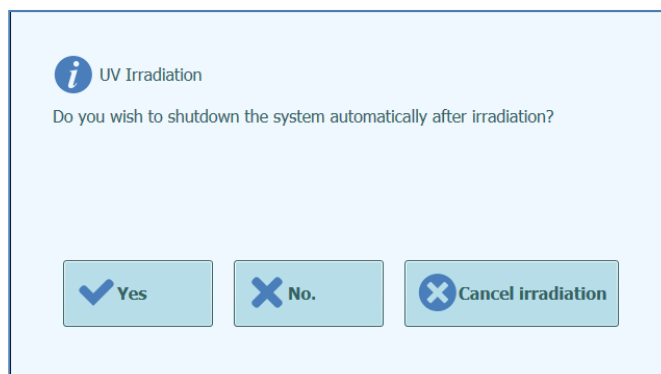 UV Irradiation
Do you wish to shutdown the system automatically after irradiation?
Yes
No.
Cancel irradiation